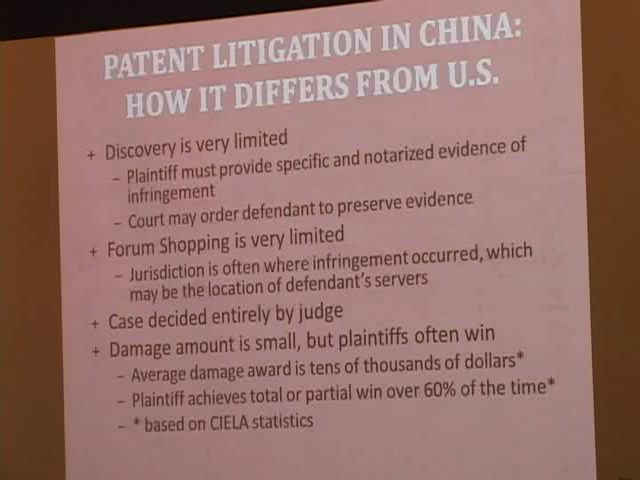 PATENT LITIGATION IN CHINA:
HOW IT DIFFERS FROM U.S.
+ Discovery is very limited
– Plaintiff must provide specific and notarized evidence of
infringement
– Court may order defendant to preserve evidence
+ Forum Shopping is very limited
– Jurisdiction is often where infringement occurred, which
may be the location of defendant's servers
+ Case decided entirely by judge
+ Damage amount is small, but plaintiffs often win
– Average damage award is tens of thousands of dollars*
– Plaintiff achieves total or partial win over 60% of the time*
– * based on CIELA statistics